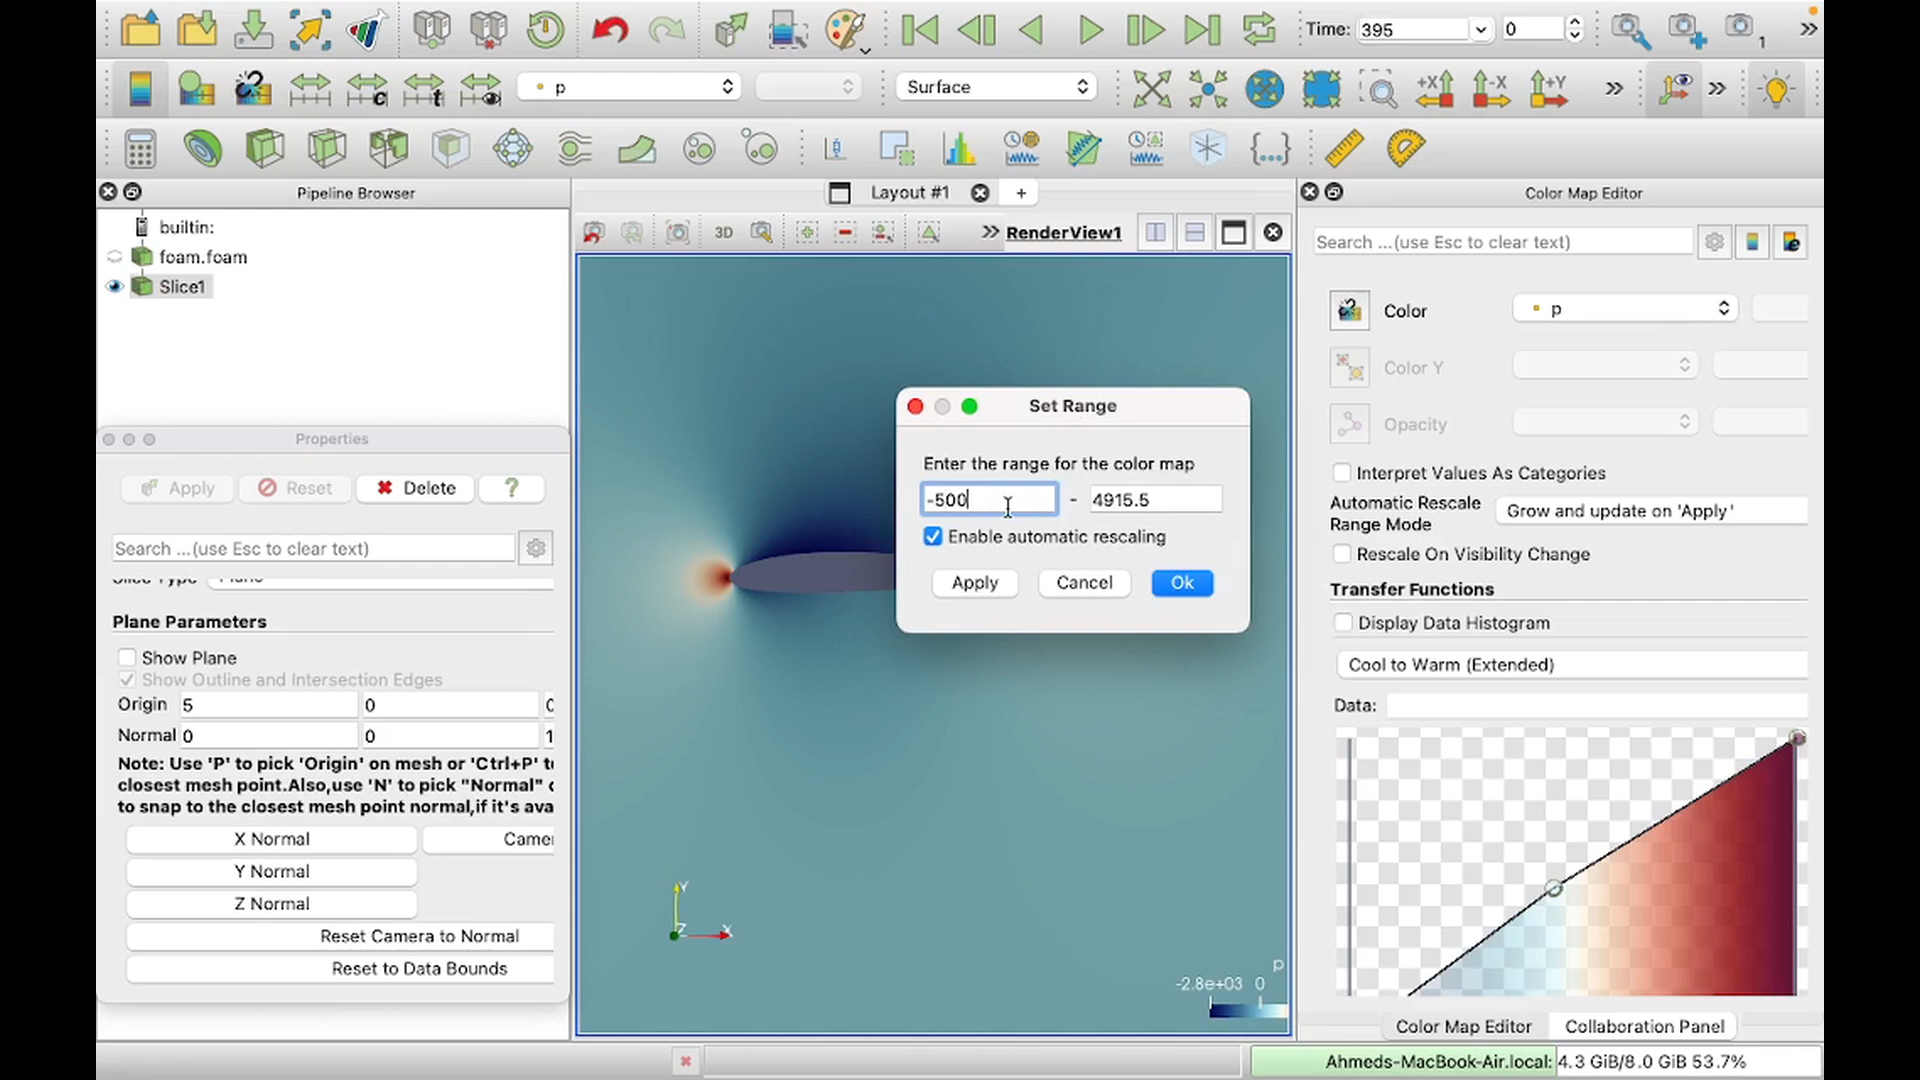 Time: 395 0
1
p Surface +X -X +Y
Pipeline Browser
Layout #1
Color Map Editor
builtin:
foam.foam
Slice1
3D RenderView1
Search ...(use Esc to clear text)
Color p
Color Y
Opacity
Interpret Values As Categories
Automatic Rescale Range Mode Grow and update on 'Apply'
Rescale On Visibility Change
Transfer Functions
Display Data Histogram
Cool to Warm (Extended)
Data:
Set Range
Enter the range for the color map
-500 - 4915.5
Enable automatic rescaling
Apply Cancel Ok
Properties
Apply Reset Delete ?
Search ...(use Esc to clear text)
Plane Parameters
Show Plane
Show Outline and Intersection Edges
Origin 5 0
Normal 0 0 1
Note: Use 'P' to pick 'Origin' on mesh or 'Ctrl+P' to
closest mesh point.Also,use 'N' to pick "Normal"
to snap to the closest mesh point normal,if it's ava
X Normal Camer
Y Normal
Z Normal
Reset Camera to Normal
Reset to Data Bounds
Y
Z X
p
-2.8e+03 0
Color Map Editor Collaboration Panel
Ahmeds-MacBook-Air.local: 4.3 GiB/8.0 GiB 53.7%